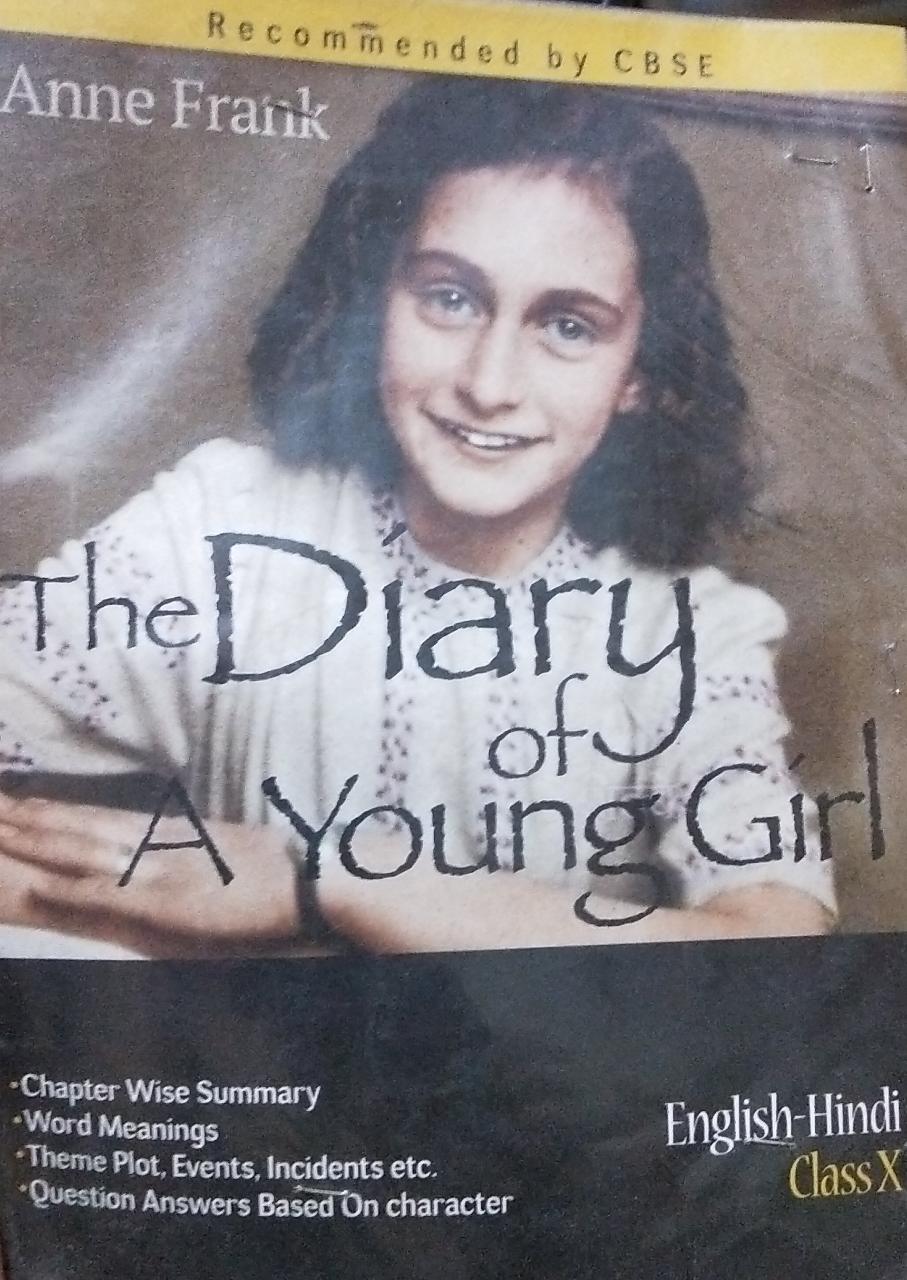 Recommended by CBSE
Anne Frank
The Diary
of
A Young Girl
•Chapter Wise Summary
•Word Meanings
•Theme Plot, Events, Incidents etc.
•Question Answers Based On character
English-Hindi
Class X